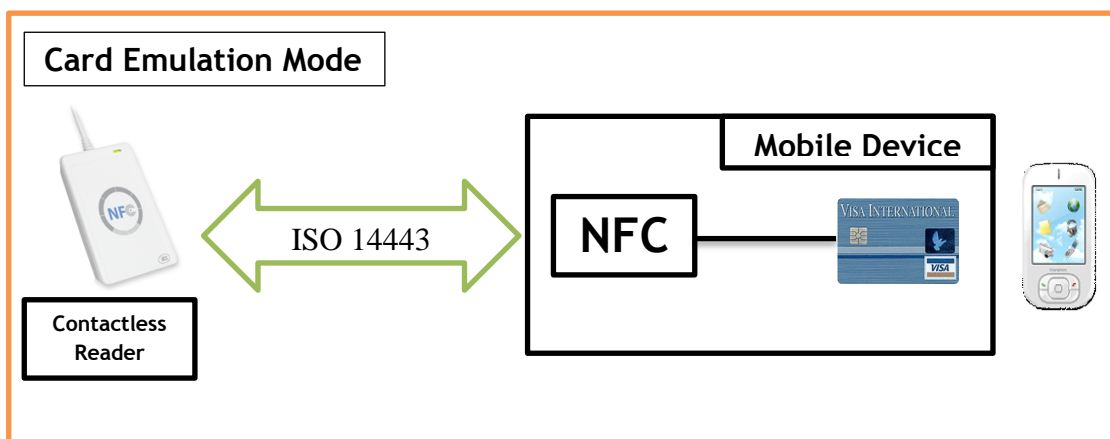 Card Emulation Mode
Mobile Device
NFC
ISO 14443
NFC
VISA INTERNATIONAL
VISA
Contactless
Reader